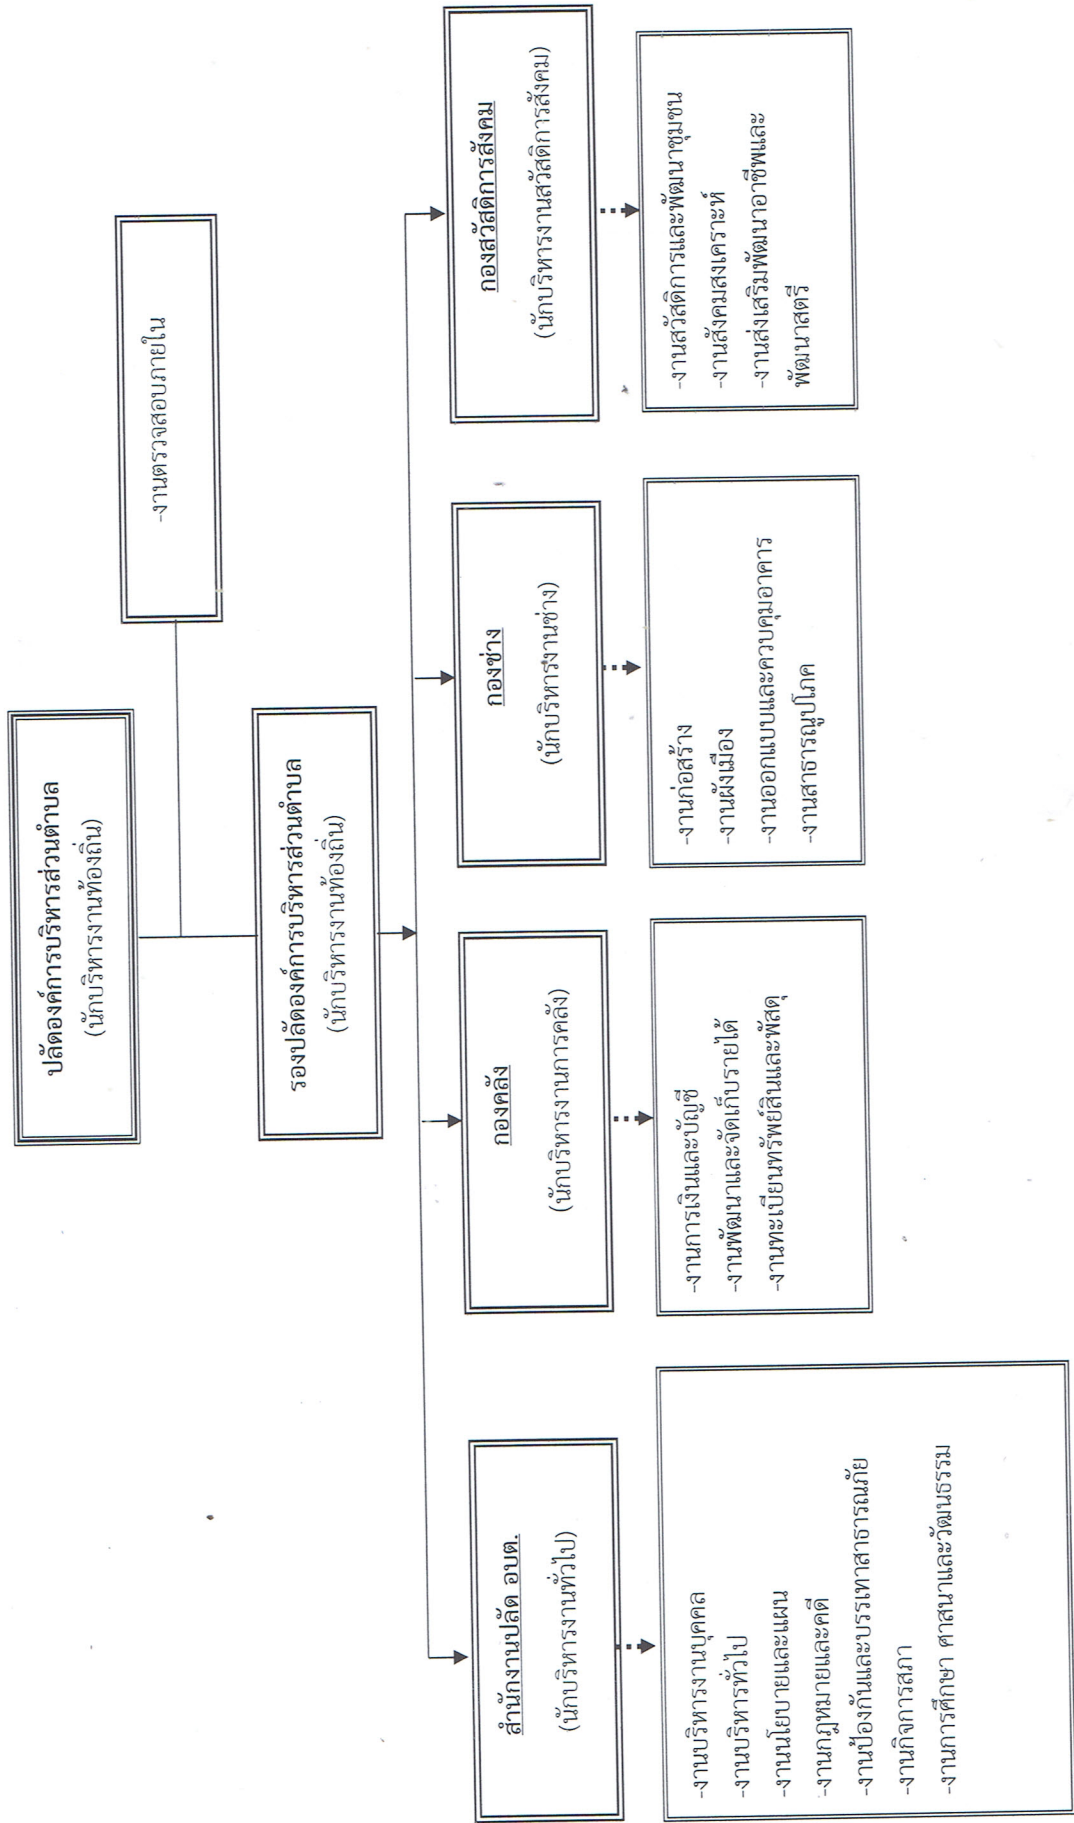 ปลัดองค์การบริหารส่วนตำบล
(นักบริหารงานท้องถิ่น)
-งานตรวจสอบภายใน
รองปลัดองค์การบริหารส่วนตำบล
(นักบริหารงานท้องถิ่น)
สำนักงานปลัด อบต.
(นักบริหารงานทั่วไป)
-งานบริหารงานบุคคล
-งานบริหารทั่วไป
-งานนโยบายและแผน
-งานกฎหมายและคดี
-งานป้องกันและบรรเทาสาธารณภัย
-งานกิจการสภา
-งานการศึกษา ศาสนาและวัฒนธรรม
กองคลัง
(นักบริหารงานการคลัง)
-งานการเงินและบัญชี
-งานพัฒนาและจัดเก็บรายได้
-งานทะเบียนทรัพย์สินและพัสดุ
กองช่าง
(นักบริหารงานช่าง)
-งานก่อสร้าง
-งานผังเมือง
-งานออกแบบและควบคุมอาคาร
-งานสาธารณูปโภค
กองสวัสดิการสังคม
(นักบริหารงานสวัสดิการสังคม)
-งานสวัสดิการและพัฒนาชุมชน
-งานสังคมสงเคราะห์
-งานส่งเสริมพัฒนาอาชีพและ
พัฒนาสตรี